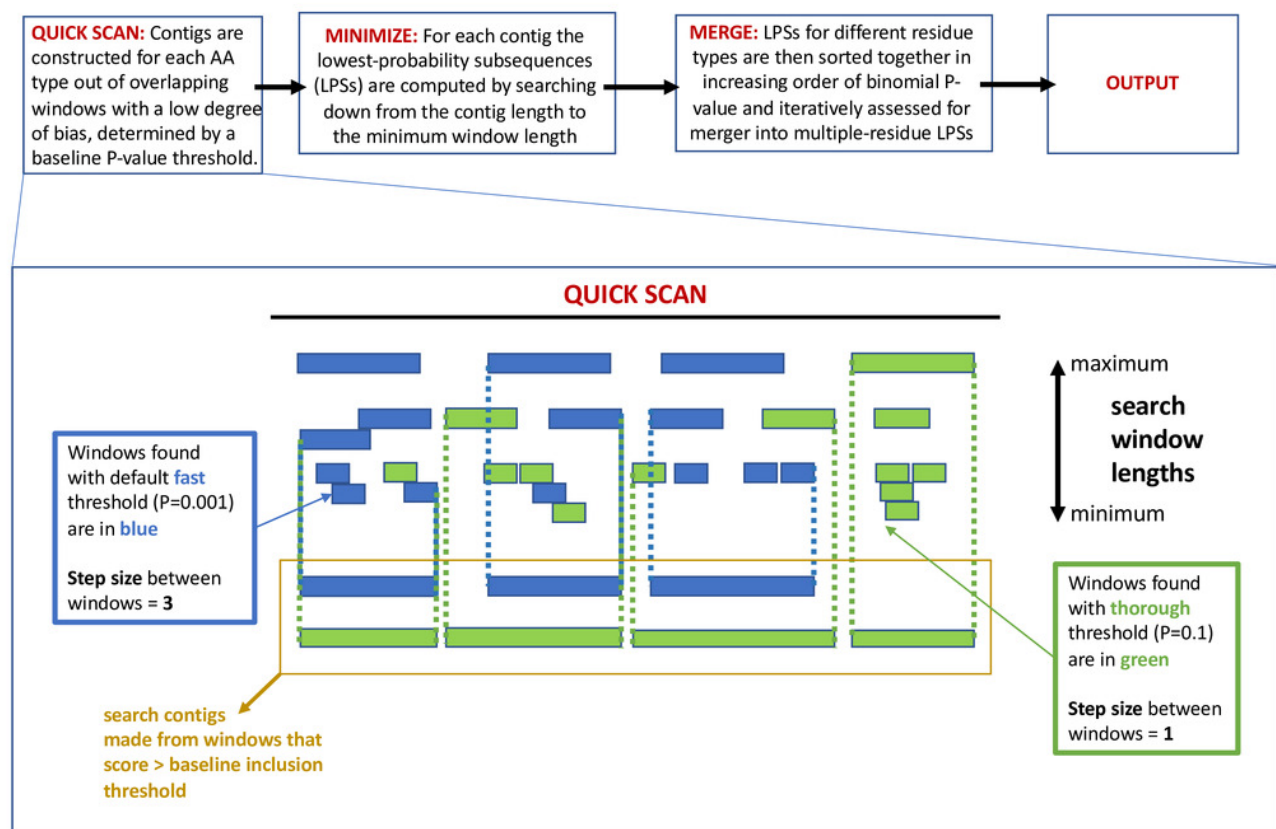 QUICK SCAN: Contigs are
constructed for each AA
type out of overlapping
windows with a low degree
of bias, determined by a
baseline P-value threshold.
MINIMIZE: For each contig the
lowest-probability subsequences
(LPSs) are computed by searching
down from the contig length to
the minimum window length
MERGE: LPSs for different residue
types are then sorted together in
increasing order of binomial P-
value and iteratively assessed for
merger into multiple-residue LPSs
OUTPUT
QUICK SCAN
maximum
search
window
lengths
minimum
Windows found
with default fast
threshold (P=0.001)
are in blue
Step size between
windows = 3
Windows found
with thorough
threshold (P=0.1)
are in green
Step size between
windows = 1
search contigs
made from windows that
score > baseline inclusion
threshold